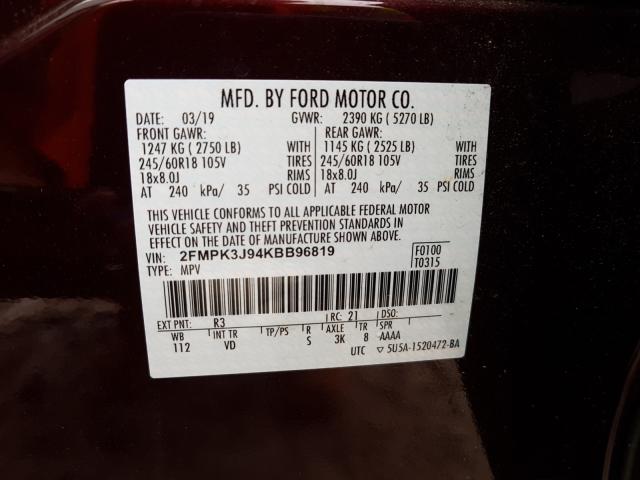 MFD. BY FORD MOTOR CO.
DATE: 03/19 GVWR: 2390 KG ( 5270 LB)
FRONT GAWR: REAR GAWR:
1247 KG ( 2750 LB) WITH 1145 KG ( 2525 LB) WITH
245/60R18 105V TIRES 245/60R18 105V TIRES
18x8.0J RIMS 18x8.0J RIMS
AT 240 kPa/ 35 PSI COLD AT 240 kPa/ 35 PSI COLD
THIS VEHICLE CONFORMS TO ALL APPLICABLE FEDERAL MOTOR
VEHICLE SAFETY AND THEFT PREVENTION STANDARDS IN
EFFECT ON THE DATE OF MANUFACTURE SHOWN ABOVE.
VIN: 2FMPK3J94KBB96819 F0100
TYPE: MPV T0315
EXT PNT: R3 RC: 21 DSO:
WB INT TR TP/PS R AXLE TR SPR
112 VD S 3K 8 AAAA
UTC ▽ 5U5A-1520472-BA